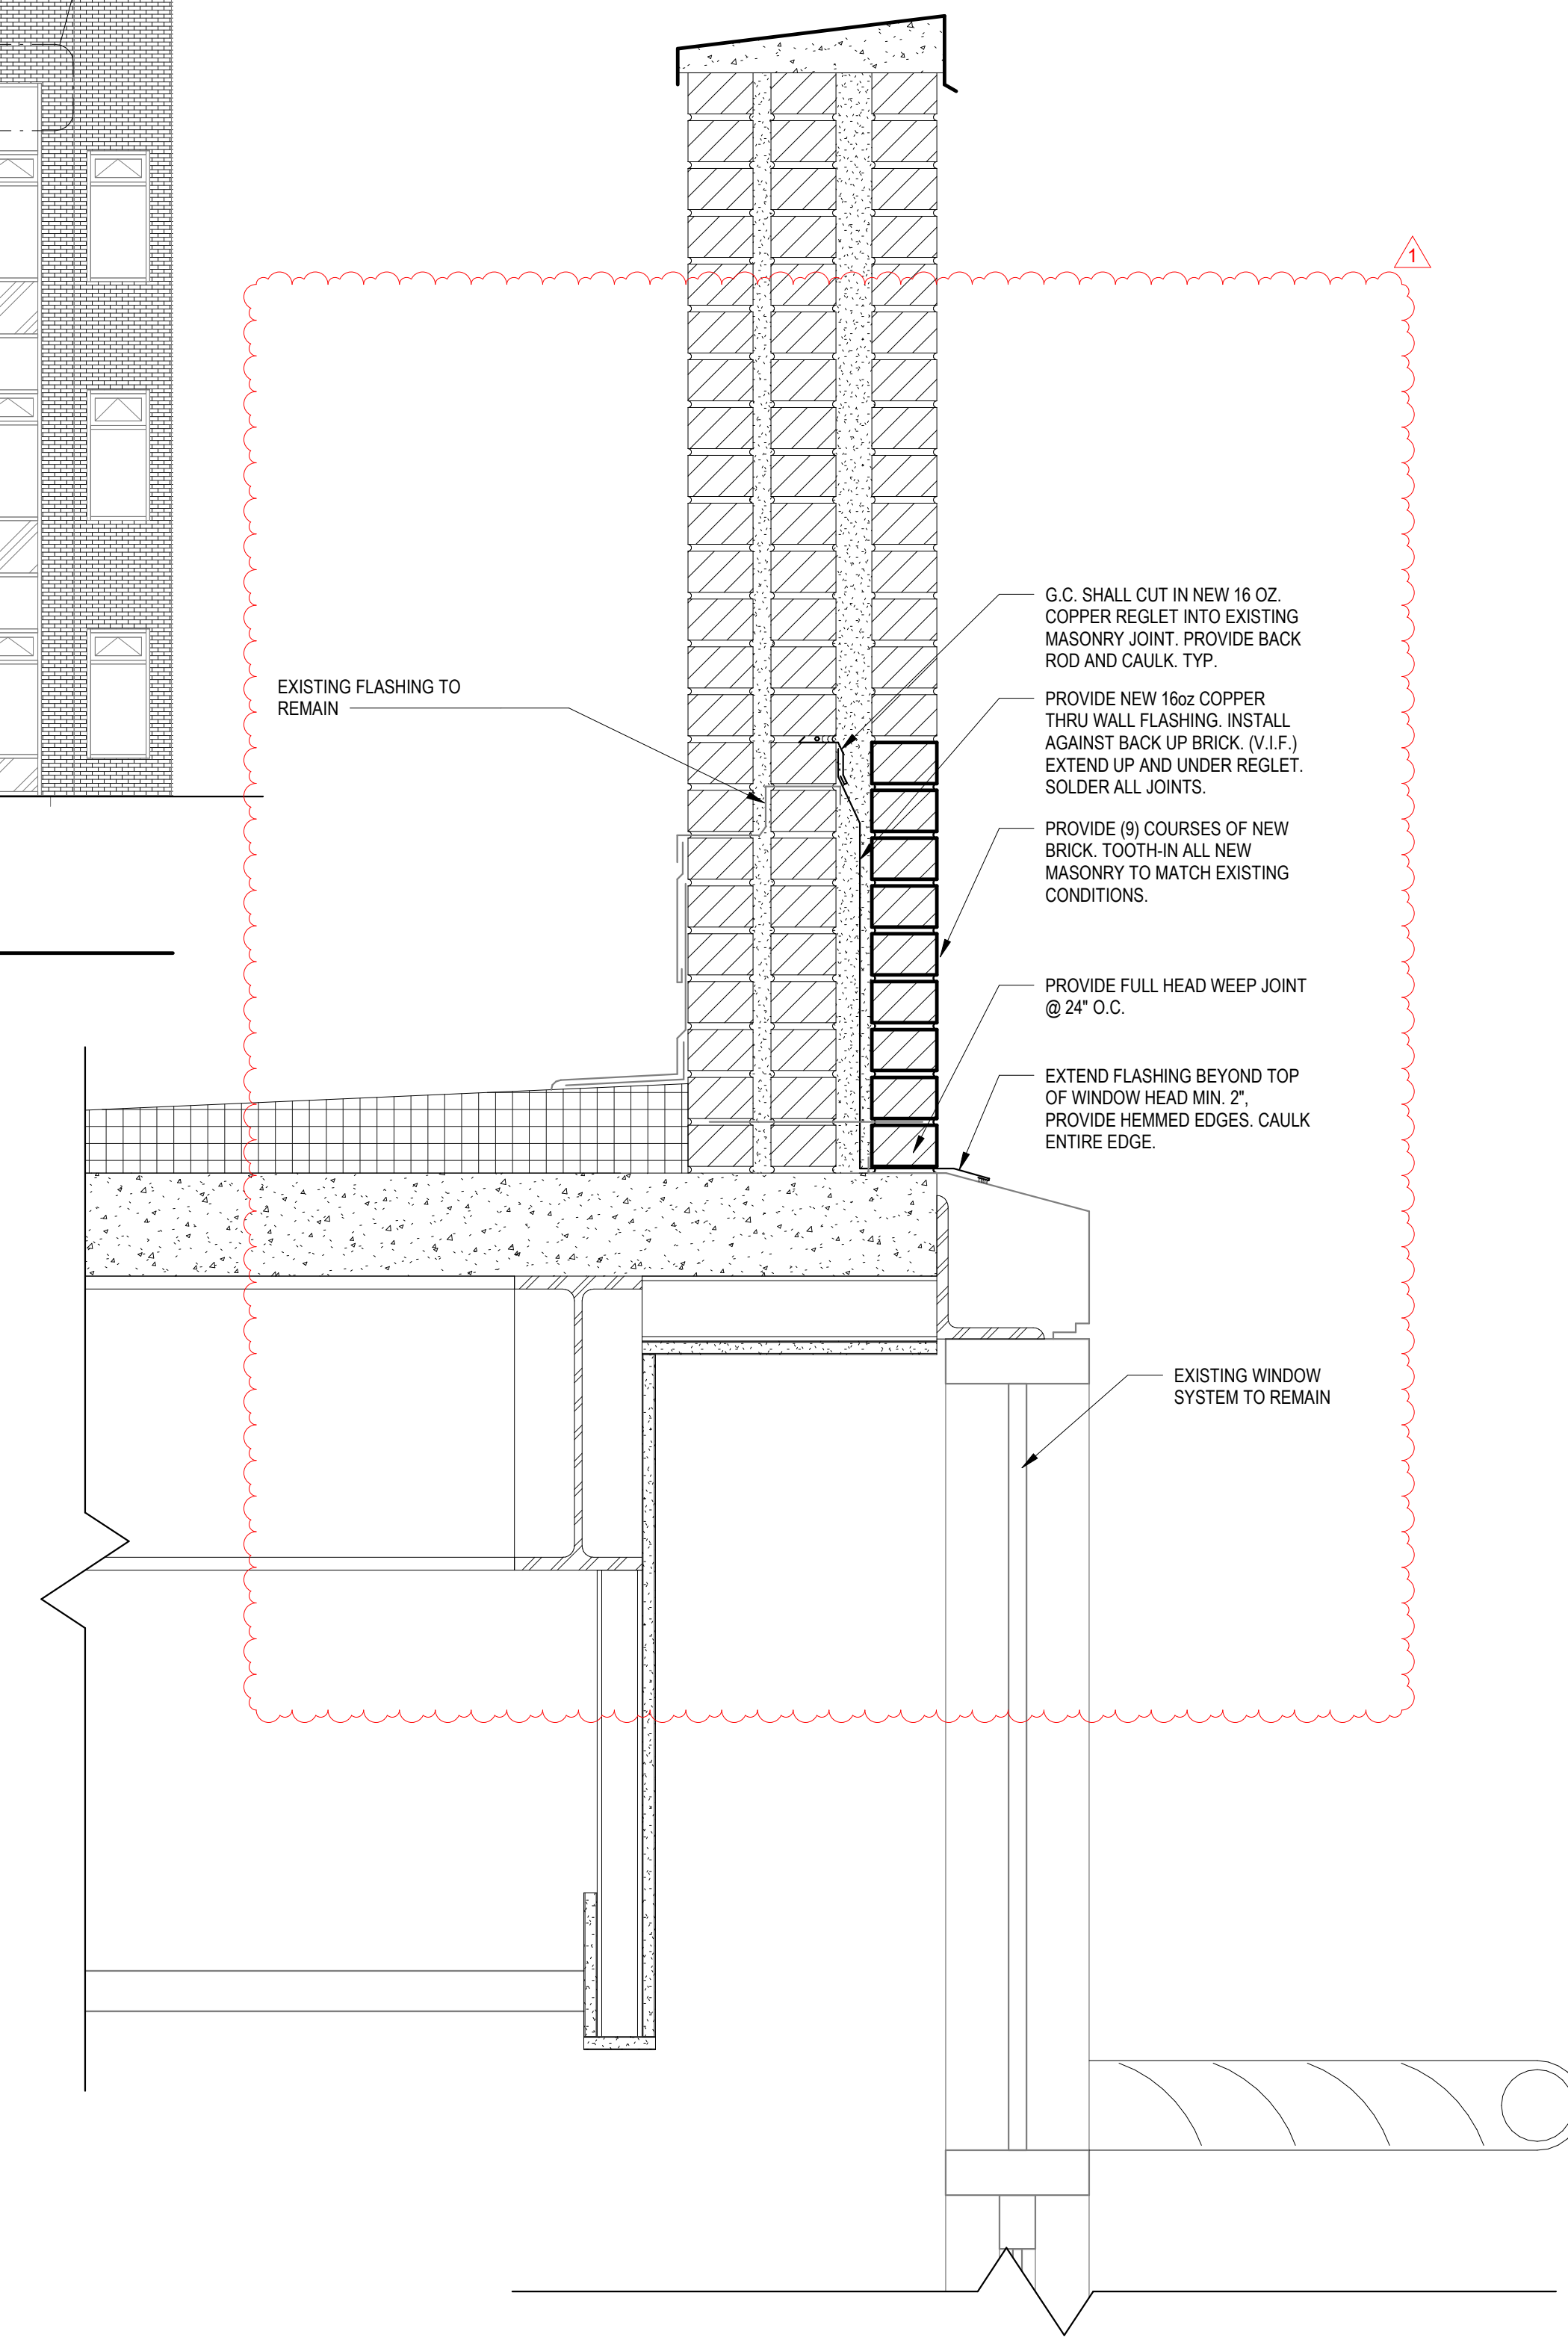 1
G.C. SHALL CUT IN NEW 16 OZ.
COPPER REGLET INTO EXISTING
MASONRY JOINT. PROVIDE BACK
ROD AND CAULK. TYP.
EXISTING FLASHING TO
REMAIN
PROVIDE NEW 16oz COPPER
THRU WALL FLASHING. INSTALL
AGAINST BACK UP BRICK. (V.I.F.)
EXTEND UP AND UNDER REGLET.
SOLDER ALL JOINTS.
PROVIDE (9) COURSES OF NEW
BRICK. TOOTH-IN ALL NEW
MASONRY TO MATCH EXISTING
CONDITIONS.
PROVIDE FULL HEAD WEEP JOINT
@ 24" O.C.
EXTEND FLASHING BEYOND TOP
OF WINDOW HEAD MIN. 2",
PROVIDE HEMMED EDGES. CAULK
ENTIRE EDGE.
EXISTING WINDOW
SYSTEM TO REMAIN